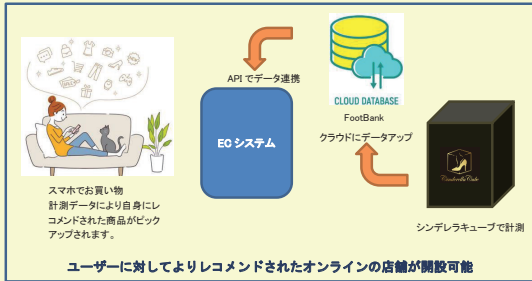 APIでデータ連携
CLOUD DATABASE
FootBank
クラウドにデータアップ
ECシステム
Cinderella Cube
シンデレラキューブで計測
スマホでお買い物
計測データにより自身にレ
コメンドされた商品がピック
アップされます。
ユーザーに対してよりレコメンドされたオンラインの店舗が開設可能